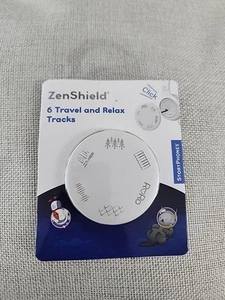 ZenShield®
6 Travel and Relax
Tracks
Click
STORYPHONES